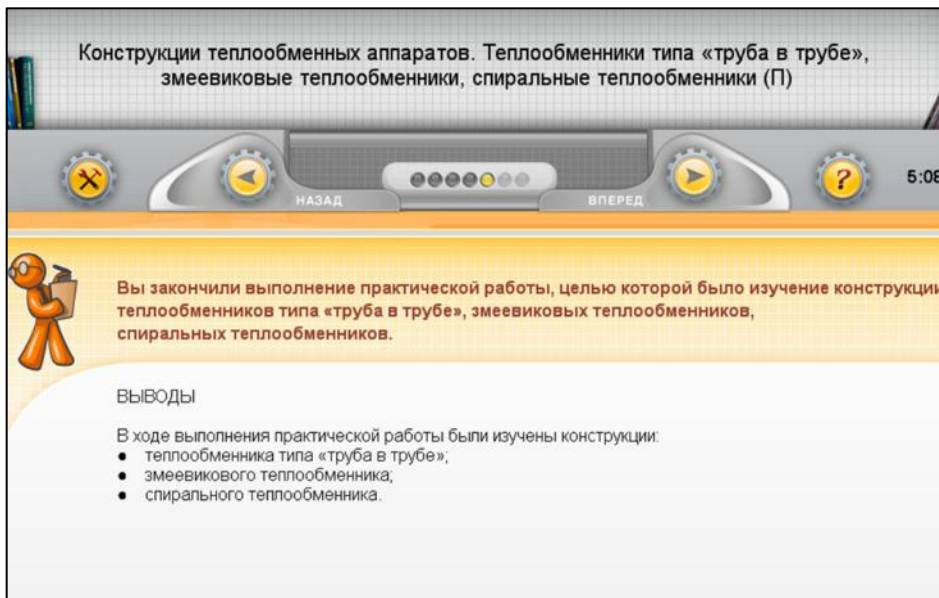 Конструкции теплообменных аппаратов. Теплообменники типа «труба в трубе»,
змеевиковые теплообменники, спиральные теплообменники (П)
НАЗАД
ВПЕРЕД
?
5:08
Вы закончили выполнение практической работы, целью которой было изучение конструкции
теплообменников типа «труба в трубе», змеевиковых теплообменников,
спиральных теплообменников.
ВЫВОДЫ
В ходе выполнения практической работы были изучены конструкции:
● теплообменника типа «труба в трубе»;
● змеевикового теплообменника;
● спирального теплообменника.